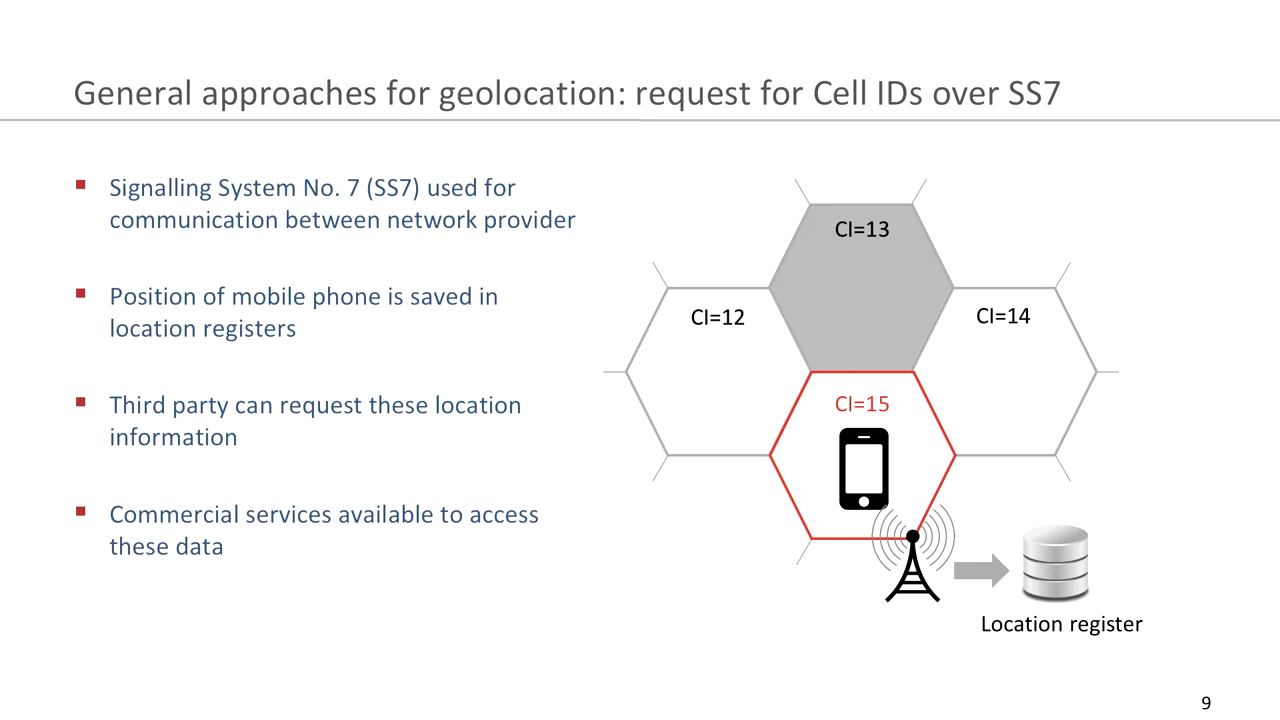 General approaches for geolocation: request for Cell IDs over SS7
Signalling System No. 7 (SS7) used for
communication between network provider
Position of mobile phone is saved in
location registers
Third party can request these location
information
Commercial services available to access
these data
CI=13
CI=12
CI=14
CI=15
Location register
9